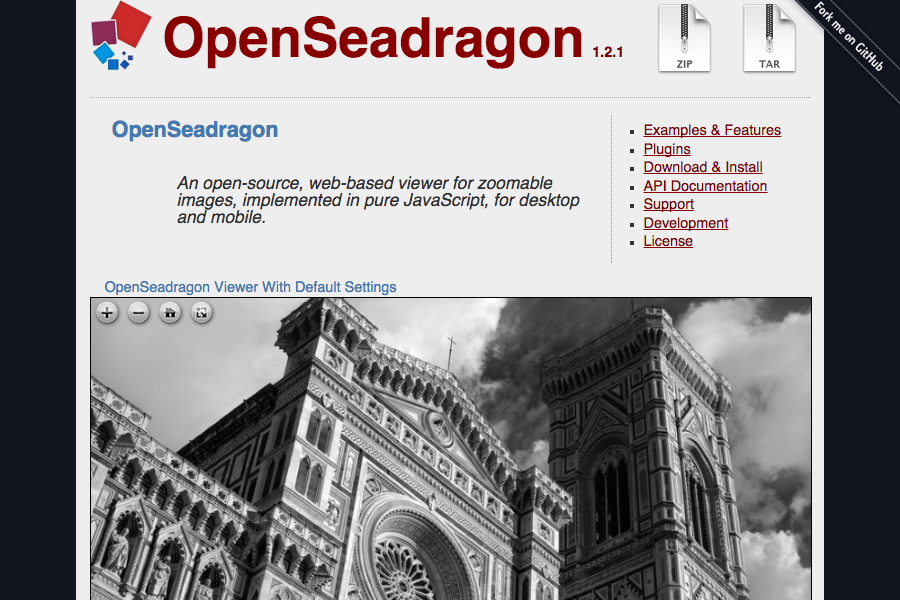 OpenSeadragon 1.2.1
ZIP
TAR
Fork me on GitHub
OpenSeadragon
An open-source, web-based viewer for zoomable
images, implemented in pure JavaScript, for desktop
and mobile.
Examples & Features
Plugins
Download & Install
API Documentation
Support
Development
License
OpenSeadragon Viewer With Default Settings